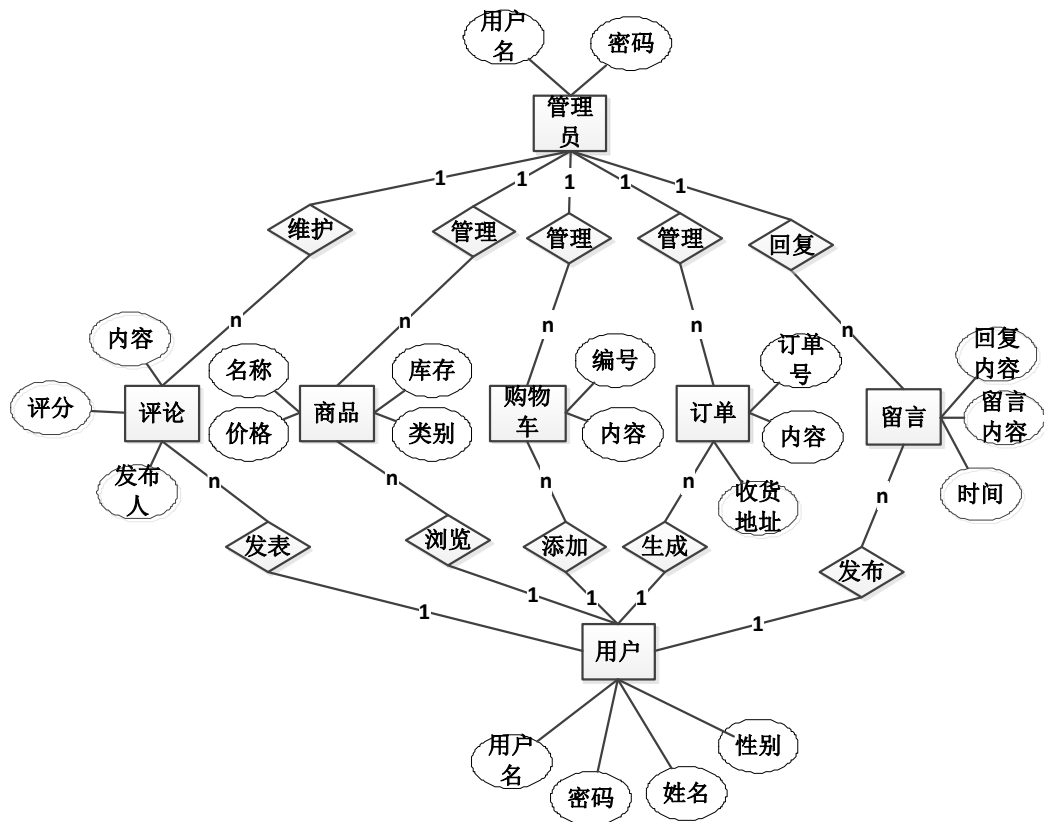 用户
名
密码
管理
员
1
1
1
1
1
维护
管理
管理
管理
回复
n
n
n
n
n
内容
名称
库存
编号
订单
号
回复
内容
评分
评论
商品
购物
车
订单
留言
留言
内容
价格
类别
内容
内容
发布
人
收货
地址
时间
n
n
n
n
n
发表
浏览
添加
生成
发布
1
1
1
1
1
用户
用户
名
密码
姓名
性别